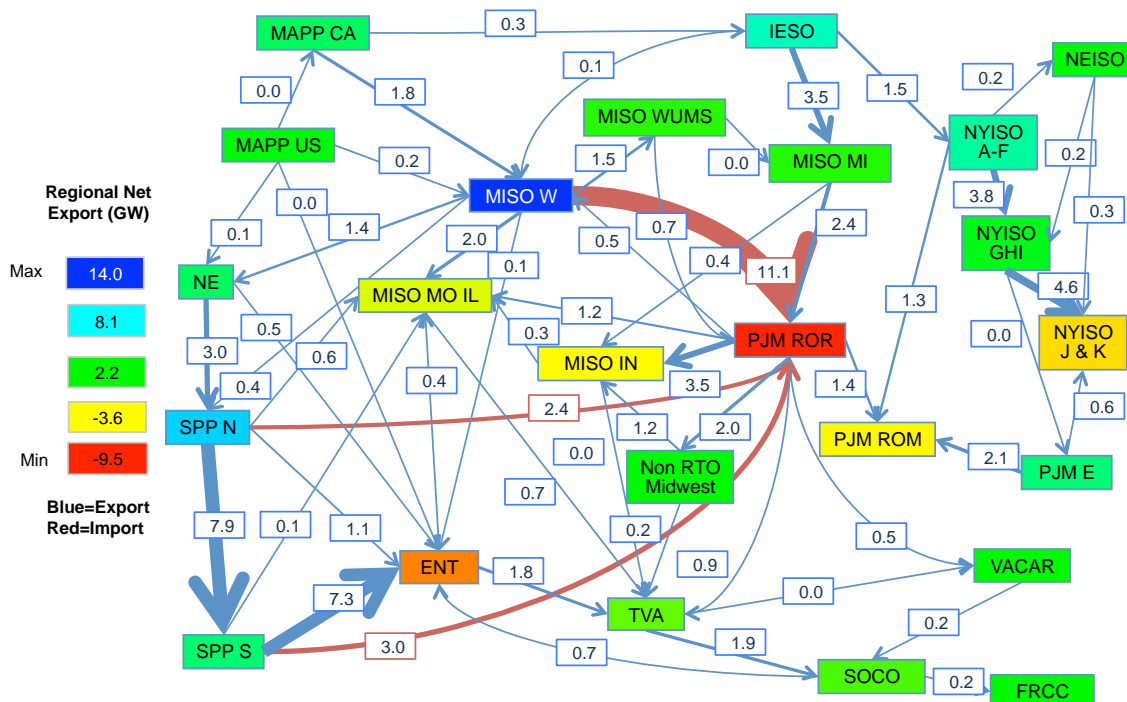 MAPP CA
0.3
IESO
NEISO
0.0
1.8
0.1
3.5
1.5
0.2
MISO WUMS
NYISO
A-F
MAPP US
0.2
1.5
0.0
MISO MI
0.2
Regional Net
Export (GW)
0.0
MISO W
3.8
0.1
1.4
2.0
0.5
0.7
2.4
NYISO
GHI
0.3
Max
14.0
NE
0.1
0.4
11.1
4.6
MISO MO IL
8.1
0.5
0.3
1.2
1.3
0.0
NYISO
J & K
3.0
0.6
MISO IN
PJM ROR
2.2
0.4
0.4
3.5
1.4
0.6
-3.6
SPP N
2.4
1.2
2.0
PJM ROM
Min
-9.5
0.0
Non RTO
Midwest
2.1
PJM E
Blue=Export
Red=Import
7.9
0.1
1.1
0.7
0.2
0.5
ENT
1.8
0.9
VACAR
7.3
TVA
0.0
SPP S
3.0
0.7
1.9
0.2
SOCO
0.2
FRCC